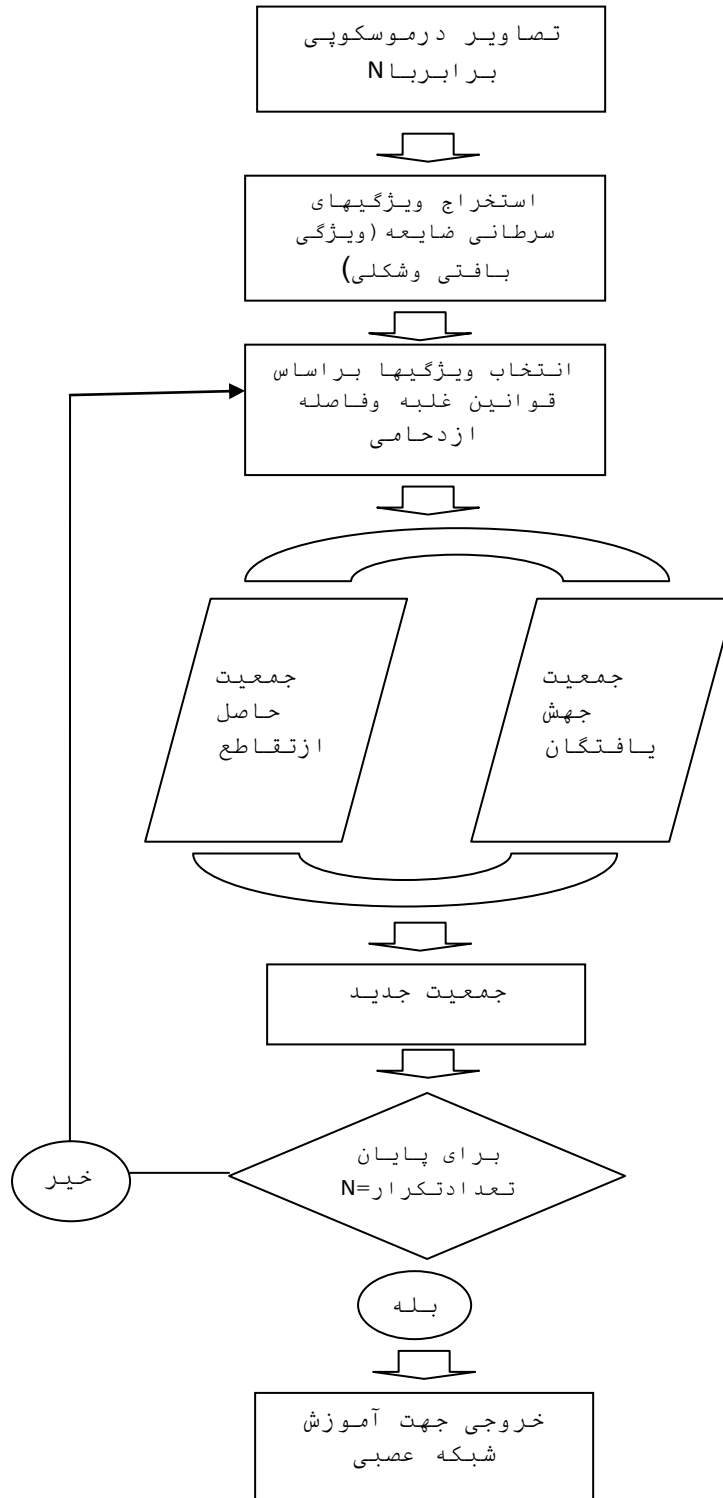 تصاویر درموسکوپی
برابرباN
استخراج ویژگیهای
سرطانی ضایعه(ویژگی
بافتی وشکلی)
انتخاب ویژگیها براساس
قوانین غلبه وفاصله
ازدحامی
جمعیت
جهش
یافتگان
جمعیت
حاصل
ازتقاطع
جمعیت جدید
برای پایان
تعدادتکرار=N
خیر
بله
خروجی جهت آموزش
شبکه عصبی